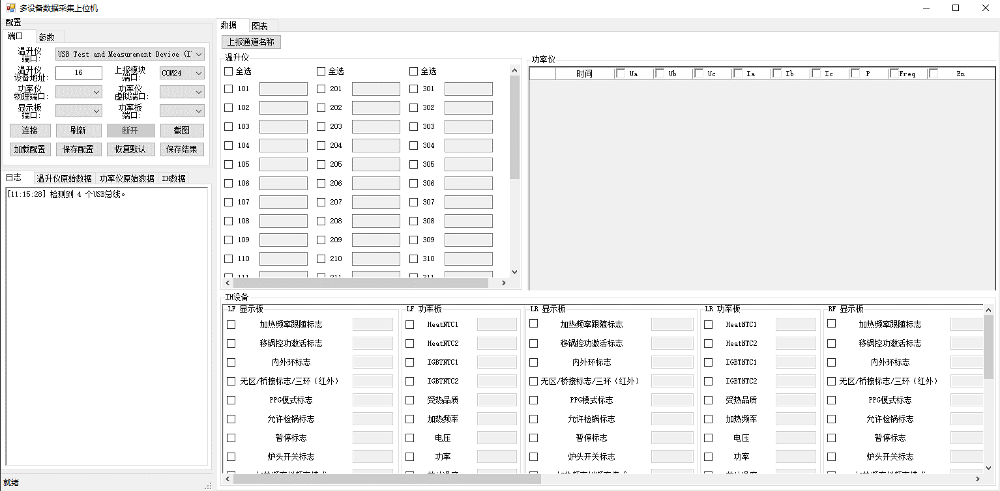 多设备数据采集上位机
配置
端口 参数
温升仪端口: USB Test and Measurement Device (I
温升仪设备地址: 16 上报模块端口: COM24
功率仪物理端口: 功率仪虚拟端口:
显示板端口: 功率板端口:
连接 刷新 断开 截图
加载配置 保存配置 恢复默认 保存结果
日志 温升仪原始数据 功率仪原始数据 IH数据
[11:15:28] 检测到 4 个USB总线。
就绪
数据 图表
上报通道名称
温升仪
全选 全选 全选
101 201 301
102 202 302
103 203 303
104 204 304
105 205 305
106 206 306
107 207 307
108 208 308
109 209 309
110 210 310
111 211 311
功率仪
时间 Ua Ub Uc Ia Ib Ic P Freq En
IH设备
LF 显示板 LF 功率板 LR 显示板 LR 功率板 RF 显示板
加热频率跟随标志 HeatNTC1 加热频率跟随标志 HeatNTC1 加热频率跟随标志
移锅控功激活标志 HeatNTC2 移锅控功激活标志 HeatNTC2 移锅控功激活标志
内外环标志 IGBTNTC1 内外环标志 IGBTNTC1 内外环标志
无区/桥接标志/三环（红外） IGBTNTC2 无区/桥接标志/三环（红外） IGBTNTC2 无区/桥接标志/三环（红外）
PPG模式标志 受热品质 PPG模式标志 受热品质 PPG模式标志
允许检锅标志 加热频率 允许检锅标志 加热频率 允许检锅标志
暂停标志 电压 暂停标志 电压 暂停标志
炉头开关标志 功率 炉头开关标志 功率 炉头开关标志